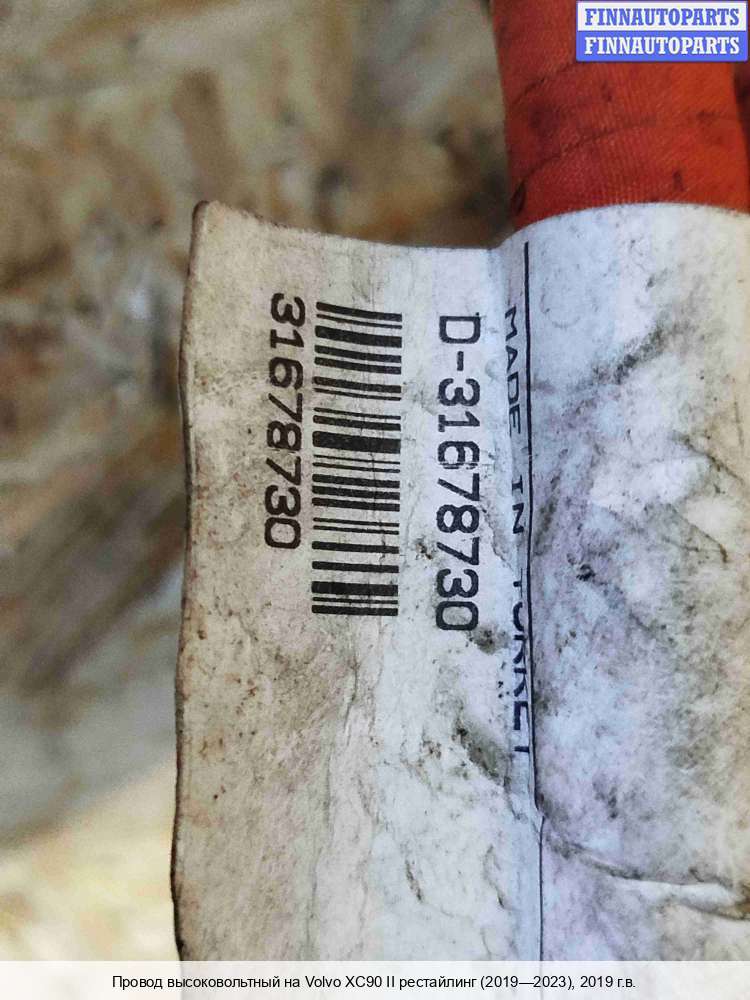 FINNAUTOPARTS
FINNAUTOPARTS
MADE IN TURKEY
D-31678730
31678730
Провод высоковольтный на Volvo XC90 II рестайлинг (2019—2023), 2019 г.в.